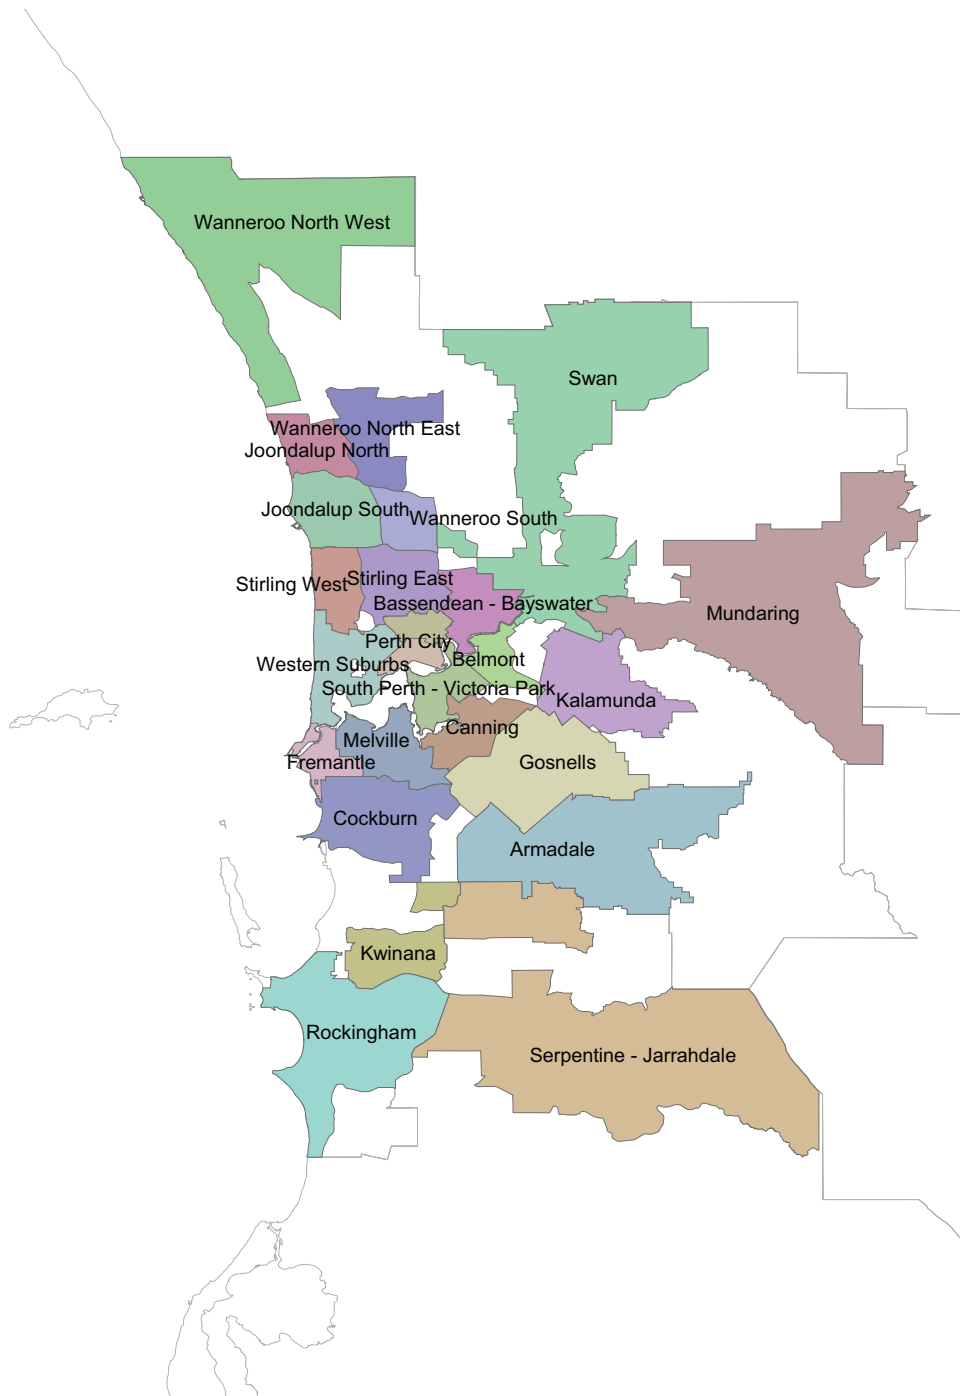 Wanneroo North West
Swan
Wanneroo North East
Joondalup North
Joondalup South
Wanneroo South
Stirling East
Stirling West
Bassendean - Bayswater
Mundaring
Perth City
Belmont
Western Suburbs
South Perth - Victoria Park
Kalamunda
Canning
Melville
Fremantle
Gosnells
Cockburn
Armadale
Kwinana
Rockingham
Serpentine - Jarrahdale